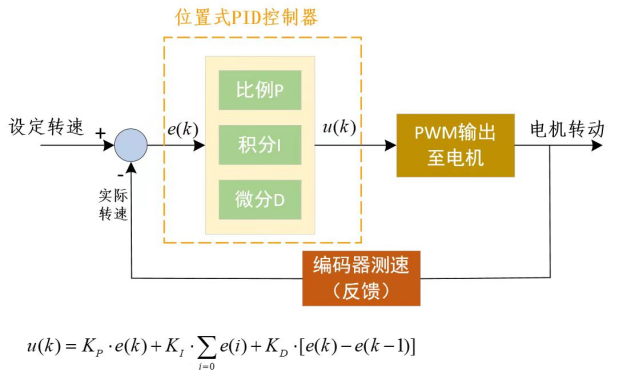 位置式PID控制器
设定转速
+
e(k)
比例P
积分I
微分D
u(k)
PWM输出
至电机
电机转动
-
实际
转速
编码器测速
（反馈）
u(k) = K_P · e(k) + K_I · ∑_{i=0} e(i) + K_D · [e(k) − e(k−1)]